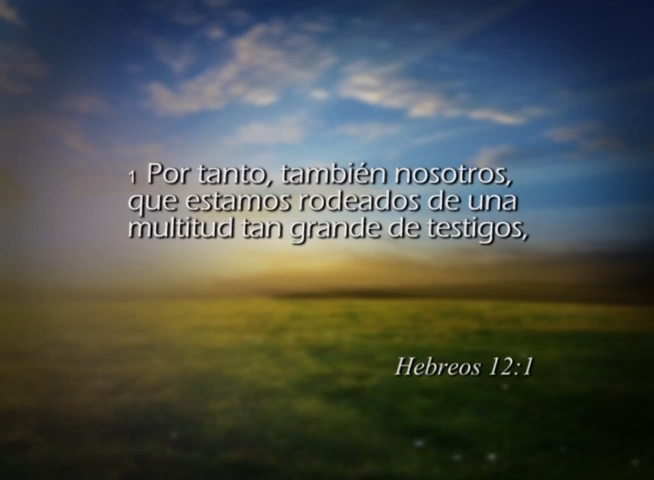 1 Por tanto, también nosotros,
que estamos rodeados de una
multitud tan grande de testigos,
Hebreos 12:1